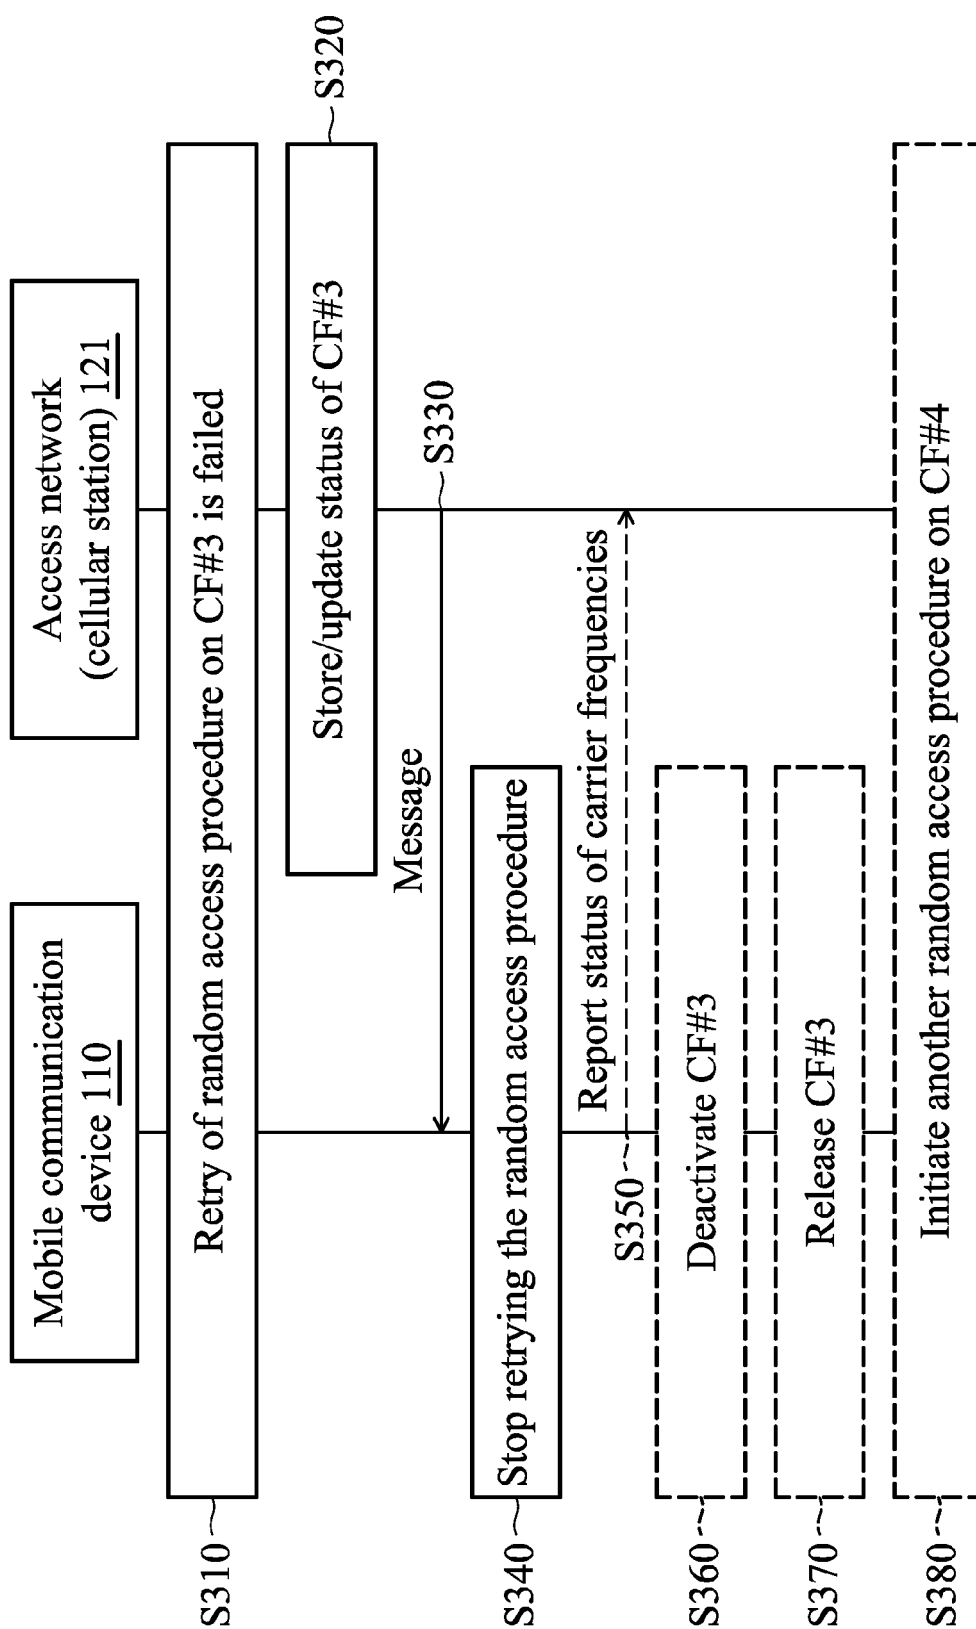 Mobile communication
device 110
Access network
(cellular station) 121
S310
Retry of random access procedure on CF#3 is failed
Store/update status of CF#3
S320
Message
S330
S340
Stop retrying the random access procedure
Report status of carrier frequencies
S350
S360
Deactivate CF#3
S370
Release CF#3
S380
Initiate another random access procedure on CF#4